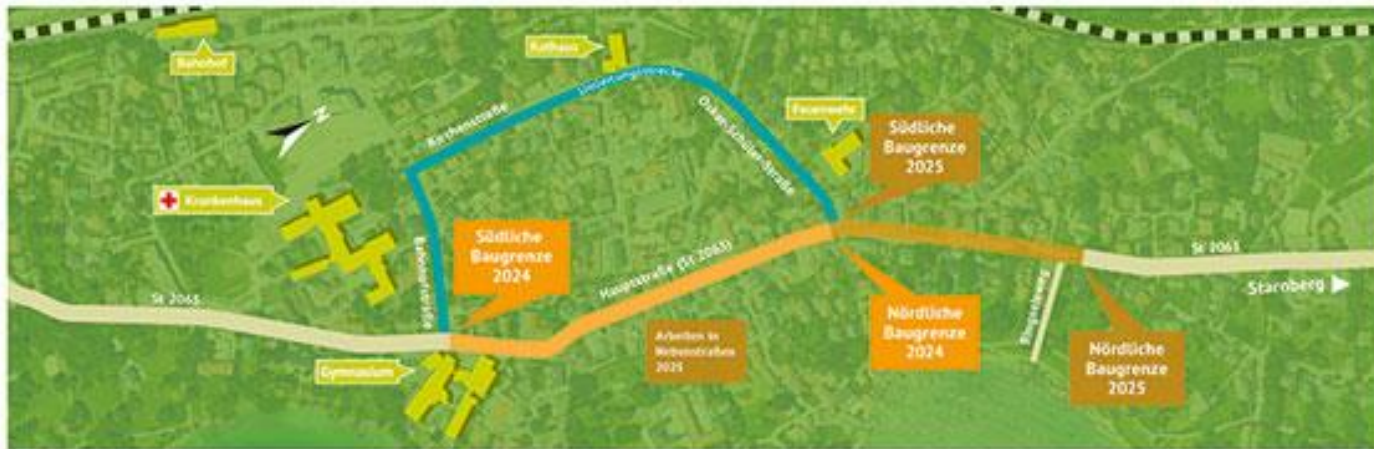 Bahnhof
Rathaus
Umleitungsstrecke
Kirchenstraße
Oskar-Schüler-Straße
Feuerwehr
Südliche
Baugrenze
2025
N
Krankenhaus
Bahnhofstraße
Südliche
Baugrenze
2024
Hauptstraße (St 2063)
St 2063
Starnberg
St 2063
Nördliche
Baugrenze
2024
Arbeiten in
Nebenstraßen
2025
Nördliche
Baugrenze
2025
Gymnasium